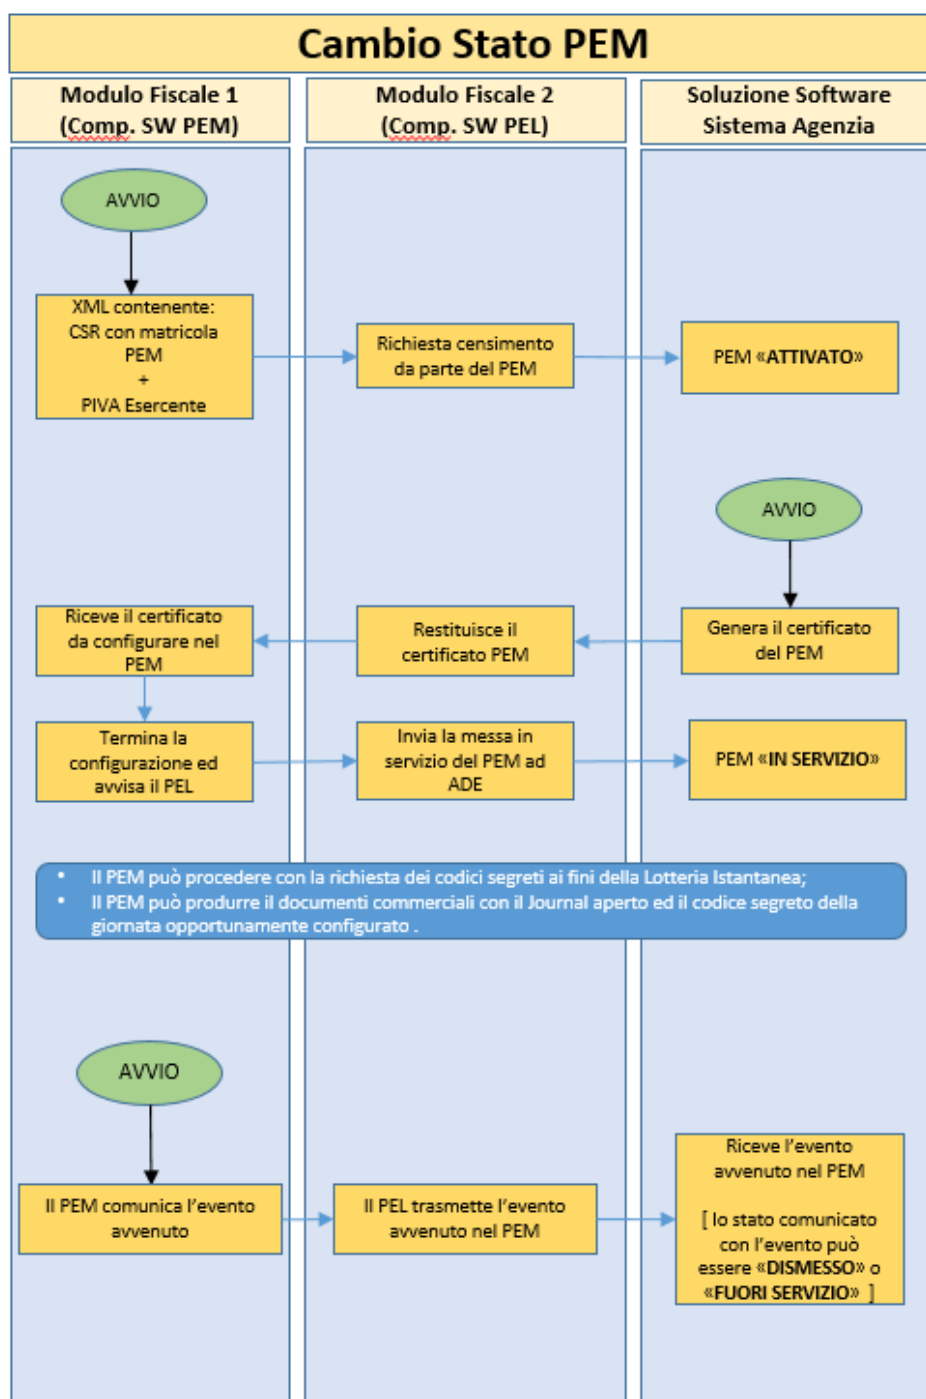 Cambio Stato PEM
Modulo Fiscale 1
(Comp. SW PEM)
Modulo Fiscale 2
(Comp. SW PEL)
Soluzione Software
Sistema Agenzia
AVVIO
XML contenente:
CSR con matricola
PEM
+
PIVA Esercente
Richiesta censimento
da parte del PEM
PEM «ATTIVATO»
AVVIO
Riceve il certificato
da configurare nel
PEM
Restituisce il
certificato PEM
Genera il certificato
del PEM
Termina la
configurazione ed
avvisa il PEL
Invia la messa in
servizio del PEM ad
ADE
PEM «IN SERVIZIO»
• Il PEM può procedere con la richiesta dei codici segreti ai fini della Lotteria Istantanea;
• Il PEM può produrre il documenti commerciali con il Journal aperto ed il codice segreto della
giornata opportunamente configurato .
AVVIO
Il PEM comunica l'evento
avvenuto
Il PEL trasmette l'evento
avvenuto nel PEM
Riceve l'evento
avvenuto nel PEM
[ lo stato comunicato
con l'evento può
essere «DISMESSO» o
«FUORI SERVIZIO» ]